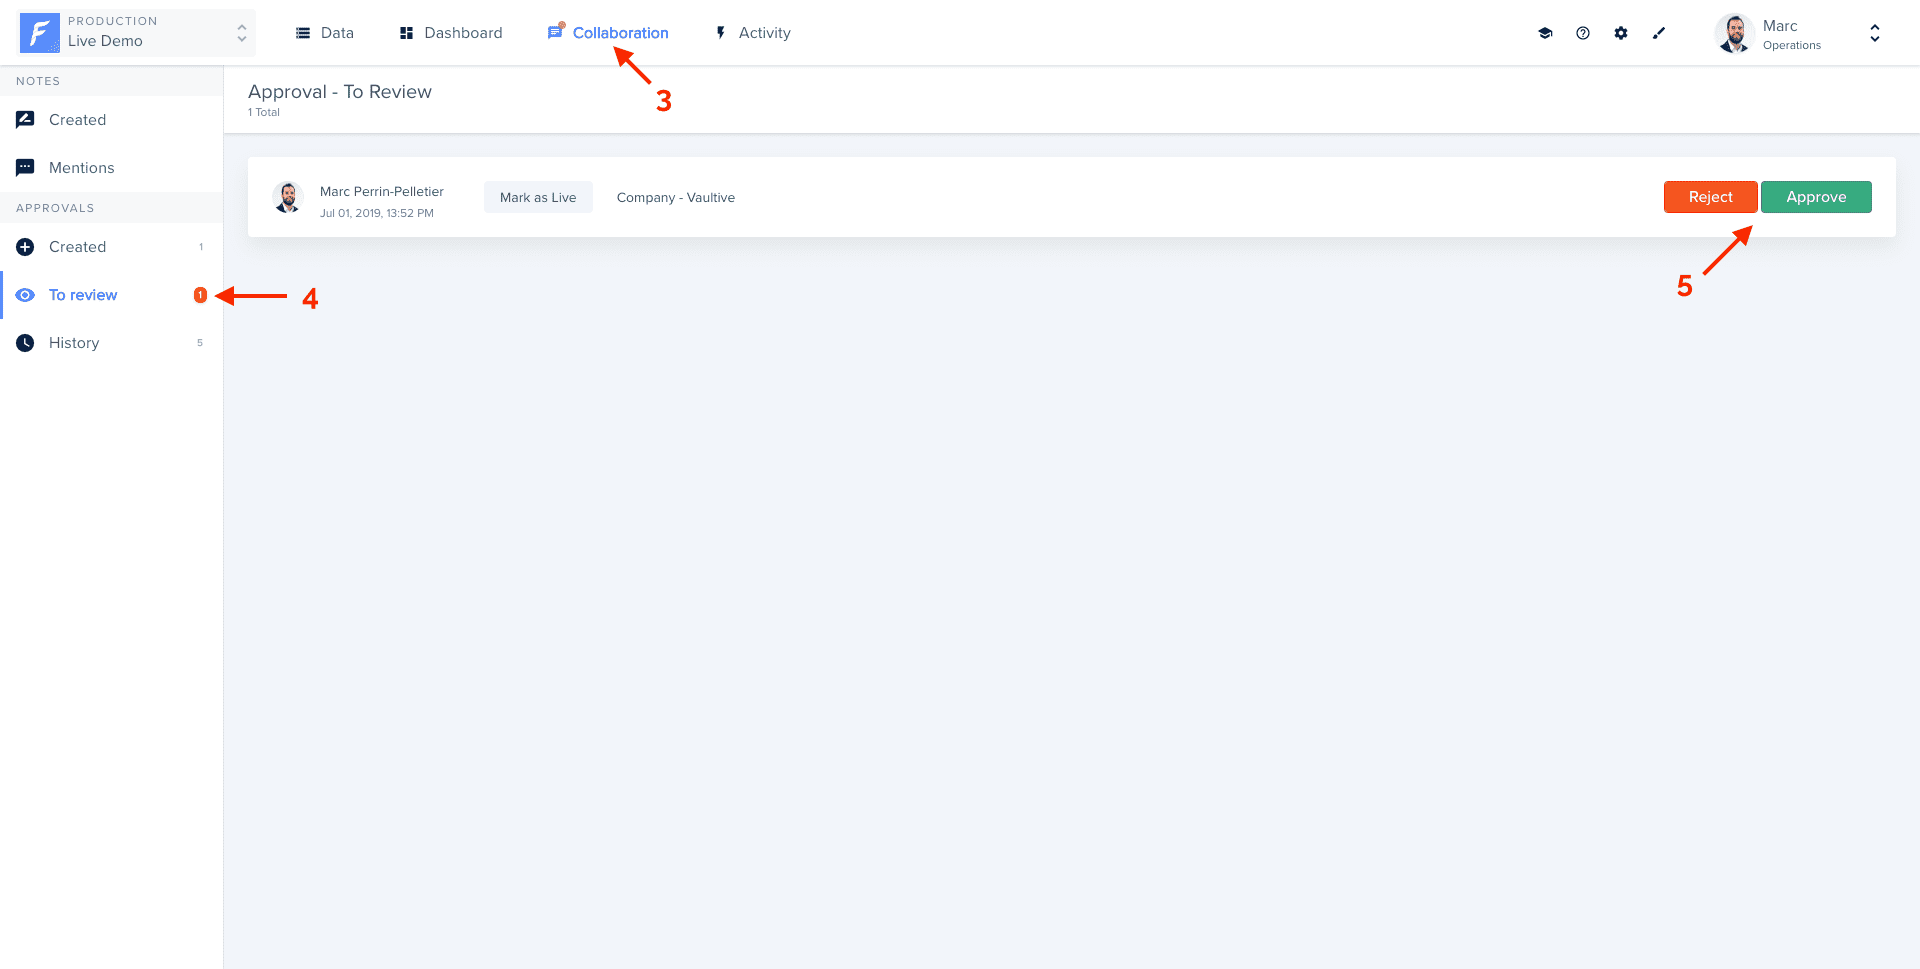 PRODUCTION
Live Demo
Data
Dashboard
Collaboration
Activity
Marc
Operations
3
NOTES
Created
Mentions
APPROVALS
Created 1
To review 1
4
History 5
Approval - To Review
1 Total
Marc Perrin-Pelletier
Jul 01, 2019, 13:52 PM
Mark as Live
Company - Vaultive
Reject
Approve
5